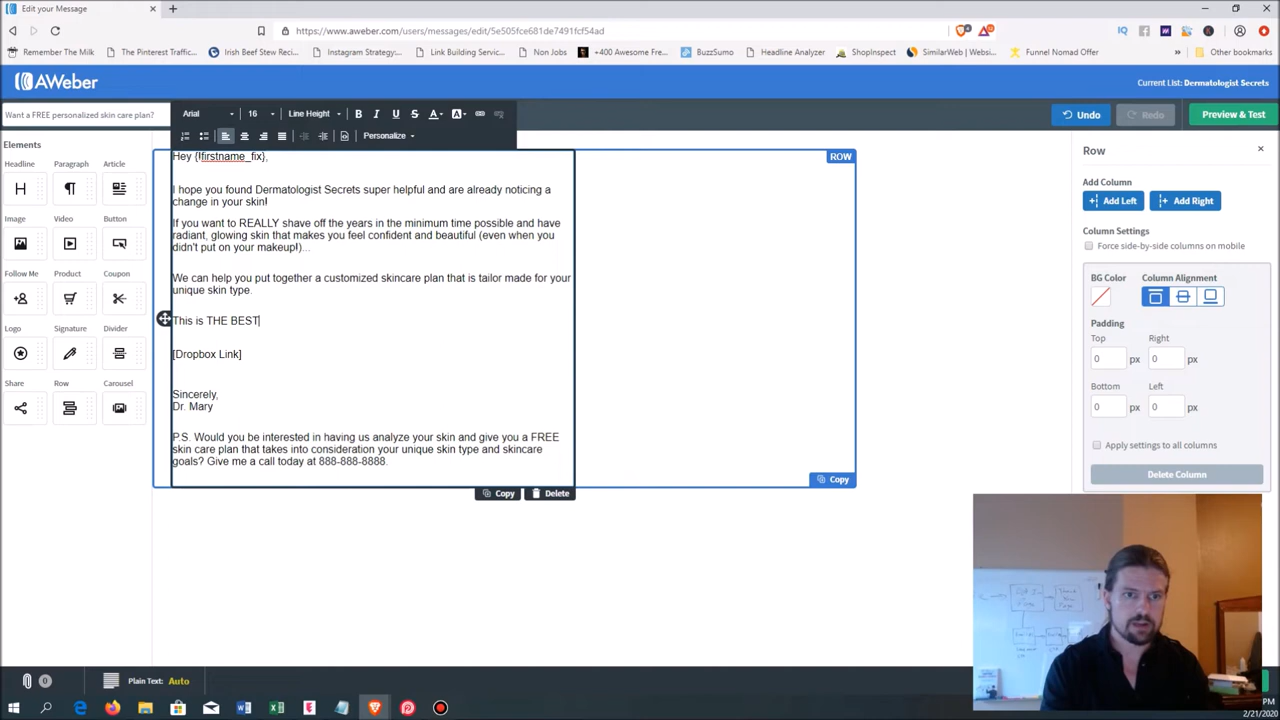 Edit your Message
https://www.aweber.com/users/messages/edit/5e505fce681de7491fcf54ad
Remember The Milk
The Pinterest Traffic...
Irish Beef Stew Reci...
Instagram Strategy:...
Link Building Servic...
Non Jobs
+400 Awesome Fre...
BuzzSumo
Headline Analyzer
ShopInspect
SimilarWeb | Websi...
Funnel Nomad Offer
Other bookmarks
AWeber
Current List: Dermatologist Secrets
Want a FREE personalized skin care plan?
Arial
16
Line Height
Personalize
Undo
Redo
Preview & Test
Elements
Headline
Paragraph
Article
Image
Video
Button
Follow Me
Product
Coupon
Logo
Signature
Divider
Share
Row
Carousel
ROW
Hey {!firstname_fix},
I hope you found Dermatologist Secrets super helpful and are already noticing a
change in your skin!
If you want to REALLY shave off the years in the minimum time possible and have
radiant, glowing skin that makes you feel confident and beautiful (even when you
didn't put on your makeup!)...
We can help you put together a customized skincare plan that is tailor made for your
unique skin type.
This is THE BEST
[Dropbox Link]
Sincerely,
Dr. Mary
P.S. Would you be interested in having us analyze your skin and give you a FREE
skin care plan that takes into consideration your unique skin type and skincare
goals? Give me a call today at 888-888-8888.
Copy
Delete
Copy
Row
Add Column
Add Left
Add Right
Column Settings
Force side-by-side columns on mobile
BG Color
Column Alignment
Padding
Top
Right
0 px
0 px
Bottom
Left
0 px
0 px
Apply settings to all columns
Delete Column
0
Plain Text: Auto
PM
2/21/2020